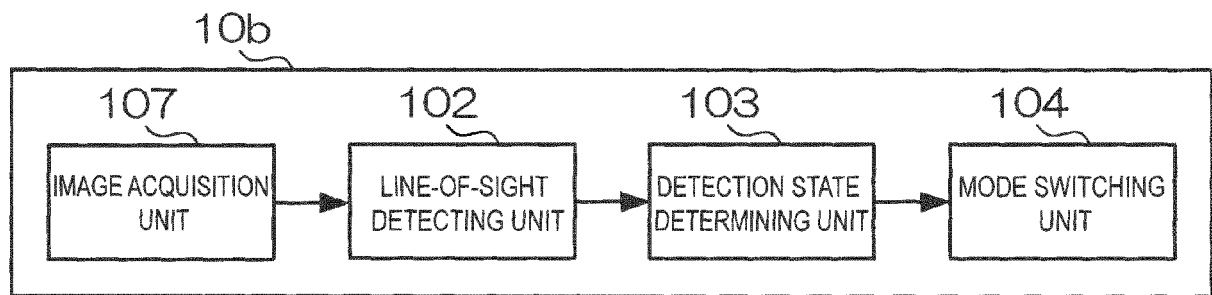 10b
107
102
103
104
IMAGE ACQUISITION
UNIT
LINE-OF-SIGHT
DETECTING UNIT
DETECTION STATE
DETERMINING UNIT
MODE SWITCHING
UNIT